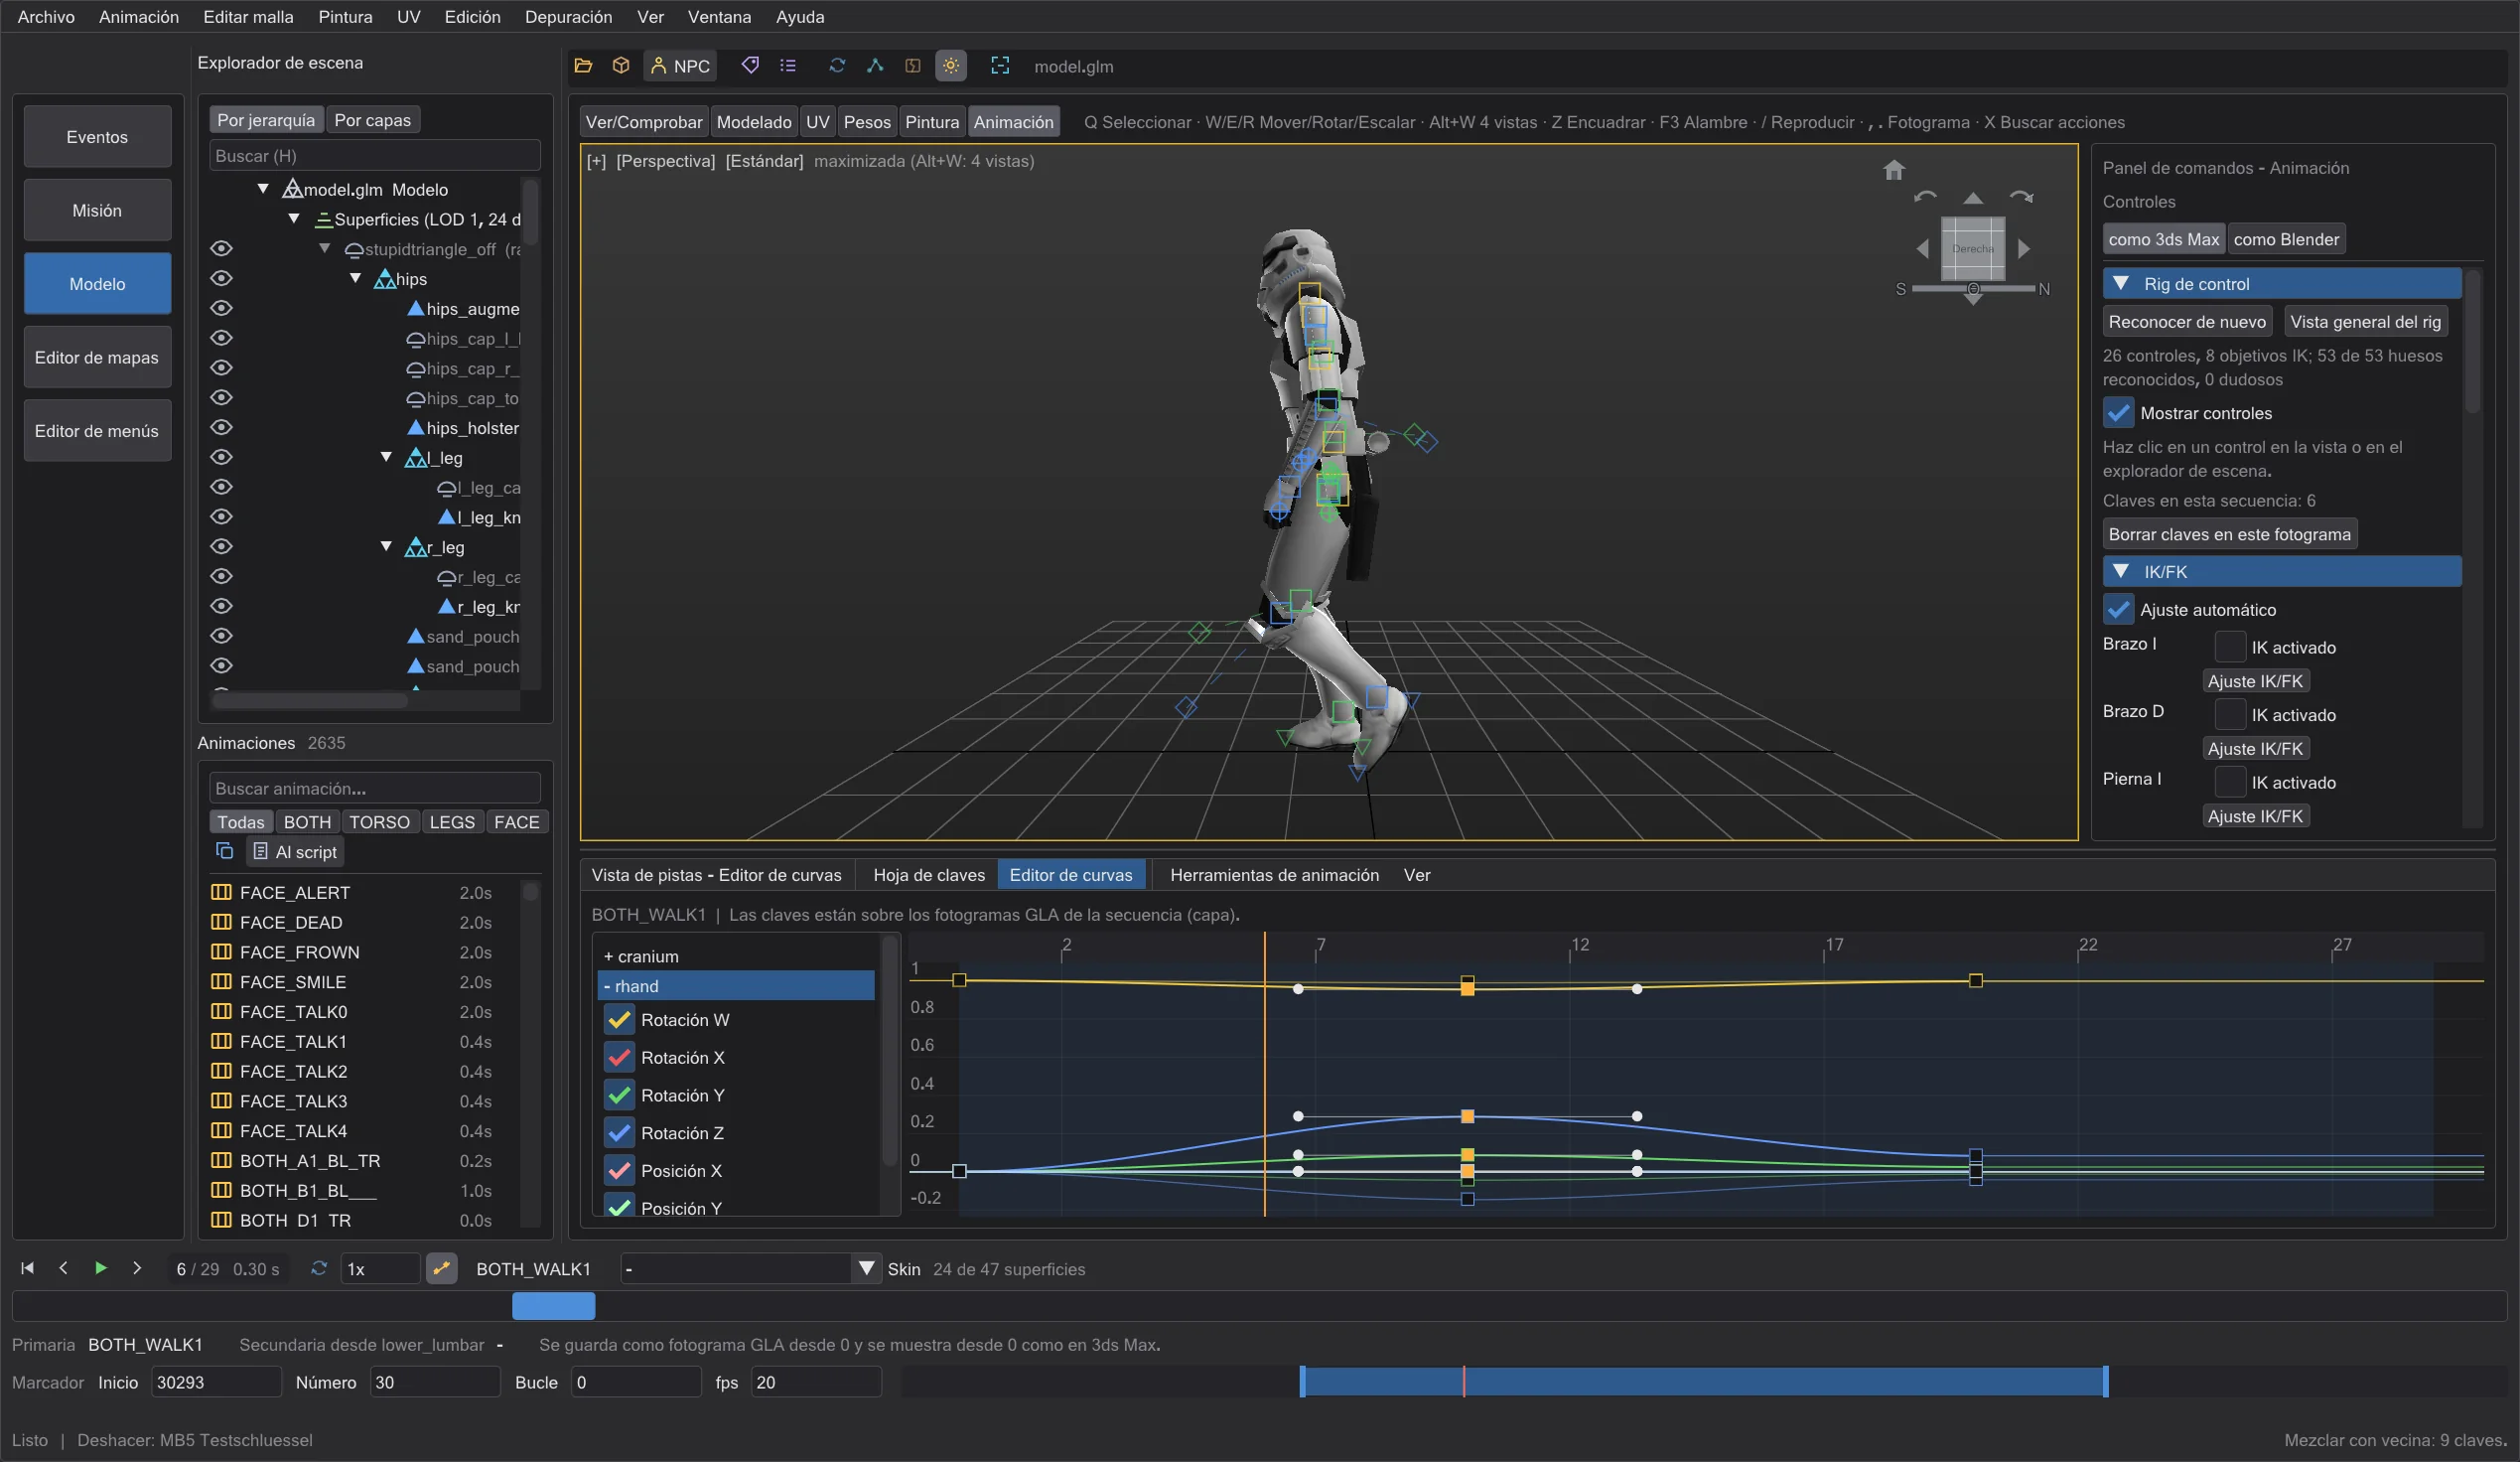 Archivo Animación Editar malla Pintura UV Edición Depuración Ver Ventana Ayuda
Explorador de escena
NPC
model.glm
Eventos
Misión
Modelo
Editor de mapas
Editor de menús
Por jerarquía Por capas
Buscar (H)
model.glm Modelo
Superficies (LOD 1, 24 d
stupidtriangle_off (ra
hips
hips_augme
hips_cap_l_l
hips_cap_r_
hips_cap_to
hips_holster
l_leg
l_leg_ca
l_leg_kn
r_leg
r_leg_ca
r_leg_kn
sand_pouch
sand_pouch
Animaciones 2635
Buscar animación...
Todas BOTH TORSO LEGS FACE
AI script
FACE_ALERT 2.0s
FACE_DEAD 2.0s
FACE_FROWN 2.0s
FACE_SMILE 2.0s
FACE_TALK0 2.0s
FACE_TALK1 0.4s
FACE_TALK2 0.4s
FACE_TALK3 0.4s
FACE_TALK4 0.4s
BOTH_A1_BL_TR 0.2s
BOTH_B1_BL___ 1.0s
BOTH_D1_TR 0.0s
Ver/Comprobar Modelado UV Pesos Pintura Animación Q Seleccionar · W/E/R Mover/Rotar/Escalar · Alt+W 4 vistas · Z Encuadrar · F3 Alambre · / Reproducir · , . Fotograma · X Buscar acciones
[+] [Perspectiva] [Estándar] maximizada (Alt+W: 4 vistas)
Derecha
S N
Panel de comandos - Animación
Controles
como 3ds Max como Blender
Rig de control
Reconocer de nuevo Vista general del rig
26 controles, 8 objetivos IK; 53 de 53 huesos
reconocidos, 0 dudosos
Mostrar controles
Haz clic en un control en la vista o en el
explorador de escena.
Claves en esta secuencia: 6
Borrar claves en este fotograma
IK/FK
Ajuste automático
Brazo I IK activado
Ajuste IK/FK
Brazo D IK activado
Ajuste IK/FK
Pierna I IK activado
Ajuste IK/FK
Vista de pistas - Editor de curvas Hoja de claves Editor de curvas Herramientas de animación Ver
BOTH_WALK1 | Las claves están sobre los fotogramas GLA de la secuencia (capa).
+ cranium
- rhand
Rotación W
Rotación X
Rotación Y
Rotación Z
Posición X
Posición Y
2 7 12 17 22 27
1
0.8
0.6
0.4
0.2
0
-0.2
6 / 29 0.30 s 1x BOTH_WALK1 - Skin 24 de 47 superficies
Primaria BOTH_WALK1 Secundaria desde lower_lumbar - Se guarda como fotograma GLA desde 0 y se muestra desde 0 como en 3ds Max.
Marcador Inicio 30293 Número 30 Bucle 0 fps 20
Listo | Deshacer: MB5 Testschluessel
Mezclar con vecina: 9 claves.